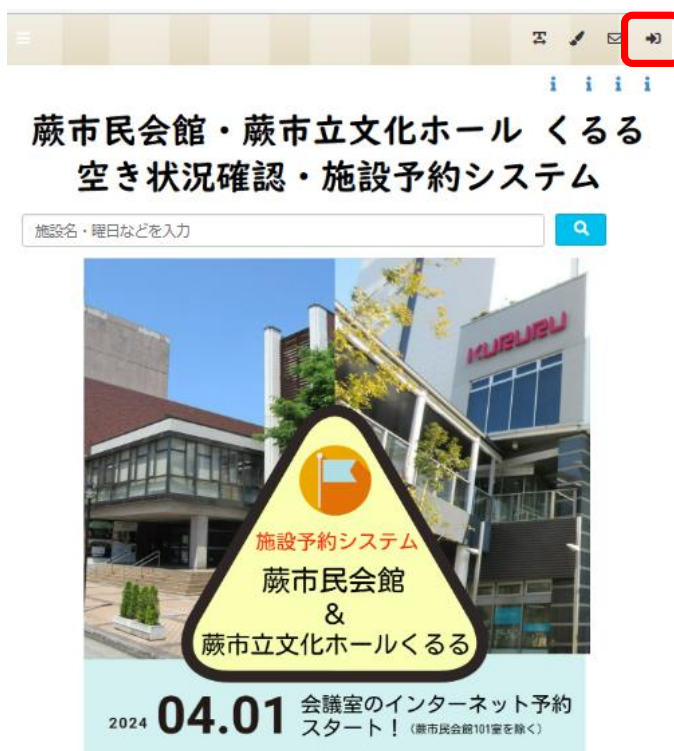 蕨市民会館・蕨市立文化ホール くるる
空き状況確認・施設予約システム
施設名・曜日などを入力
KURURU
施設予約システム
蕨市民会館
&
蕨市立文化ホールくるる
2024 04.01 会議室のインターネット予約
スタート！（蕨市民会館101室を除く）